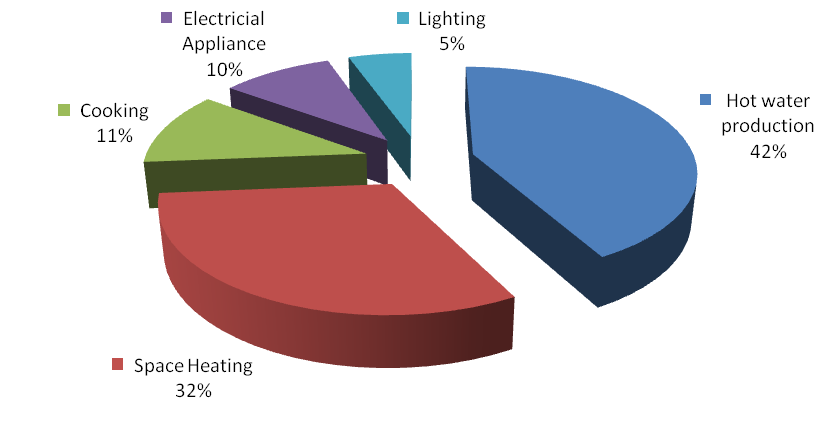 Electricial
Appliance
10%
Lighting
5%
Hot water
production
42%
Cooking
11%
Space Heating
32%